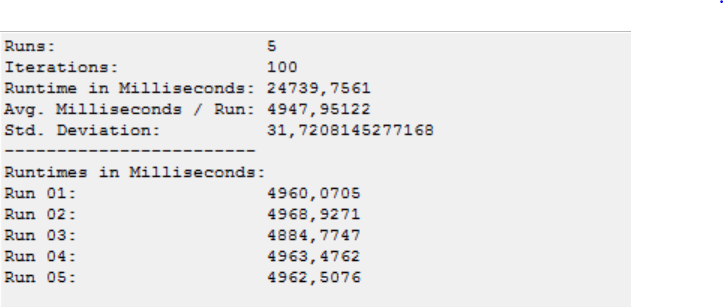 Runs: 5
Iterations: 100
Runtime in Milliseconds: 24739,7561
Avg. Milliseconds / Run: 4947,95122
Std. Deviation: 31,7208145277168
------------------------
Runtimes in Milliseconds:
Run 01: 4960,0705
Run 02: 4968,9271
Run 03: 4884,7747
Run 04: 4963,4762
Run 05: 4962,5076